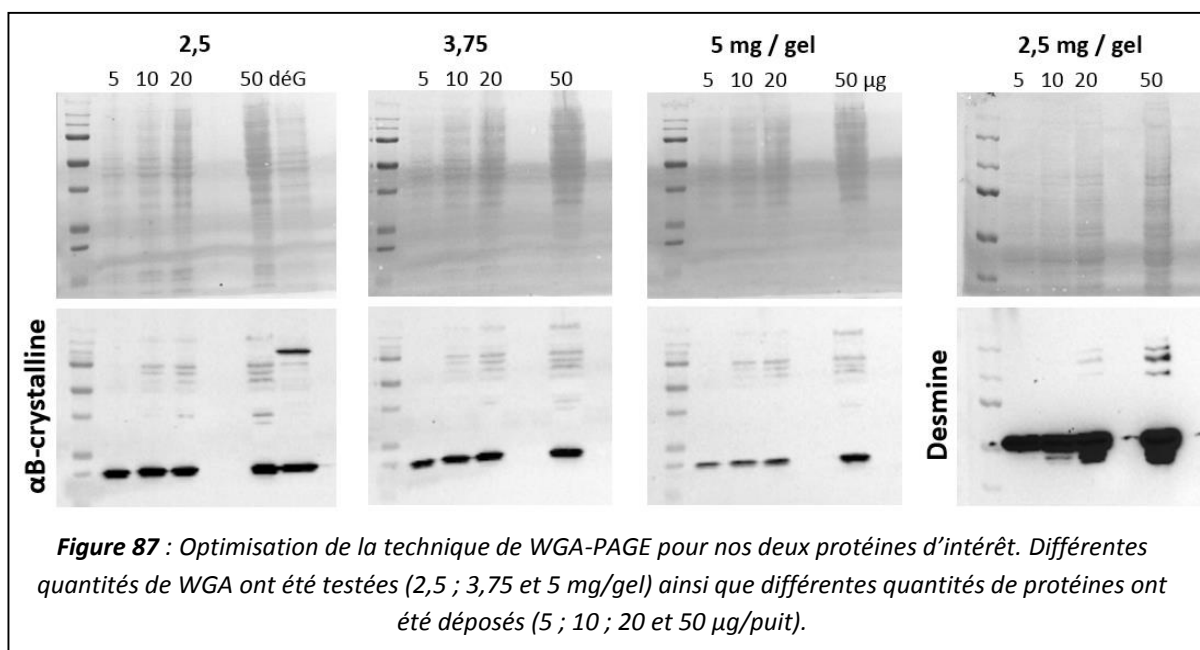 2,5 3,75 5 mg / gel 2,5 mg / gel
5 10 20 50 déG 5 10 20 50 5 10 20 50 µg 5 10 20 50
αB-crystalline
Desmine
Figure 87 : Optimisation de la technique de WGA-PAGE pour nos deux protéines d’intérêt. Différentes
quantités de WGA ont été testées (2,5 ; 3,75 et 5 mg/gel) ainsi que différentes quantités de protéines ont
été déposés (5 ; 10 ; 20 et 50 µg/puit).